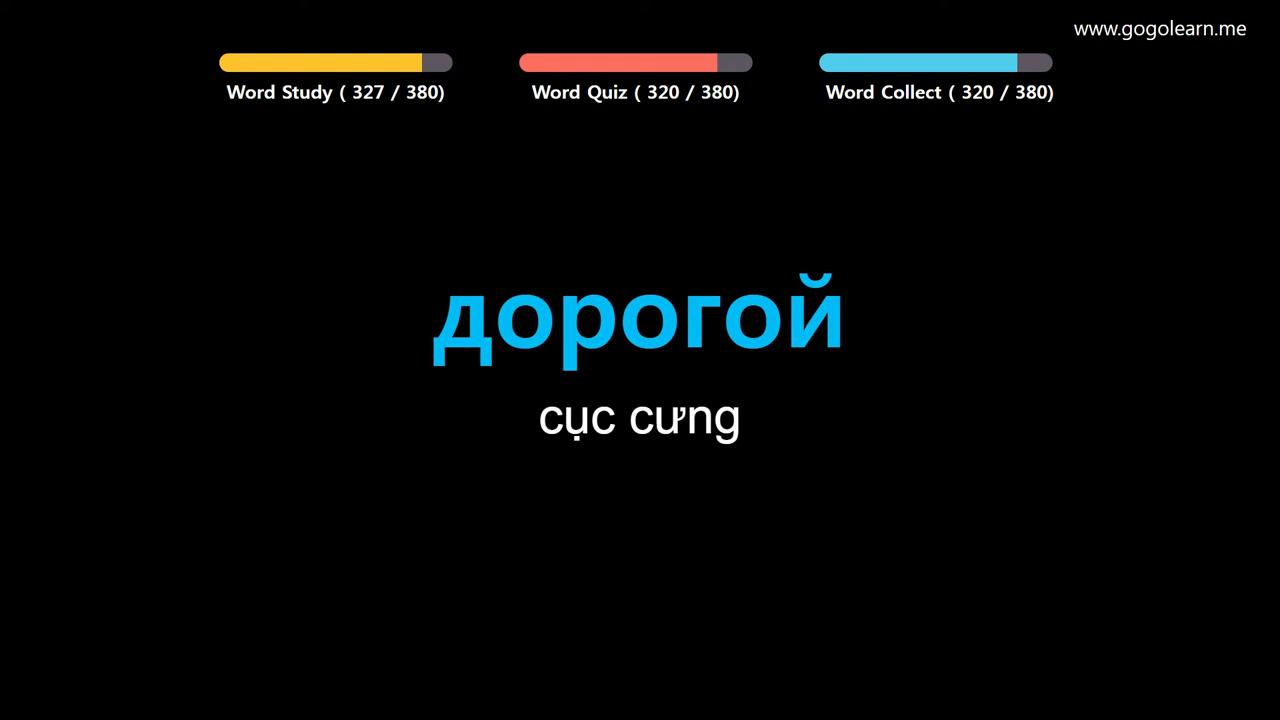 www.gogolearn.me
Word Study ( 327 / 380)
Word Quiz ( 320 / 380)
Word Collect ( 320 / 380)
дорогой
cục cưng